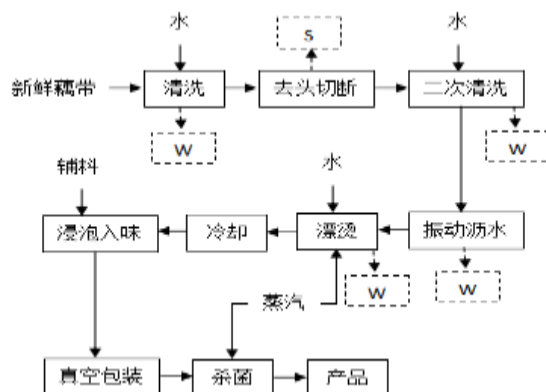 水
s
水
新鲜藕带
清洗
去头切断
二次清洗
w
w
辅料
水
浸泡入味
冷却
漂烫
振动沥水
w
w
蒸汽
真空包装
杀菌
产品